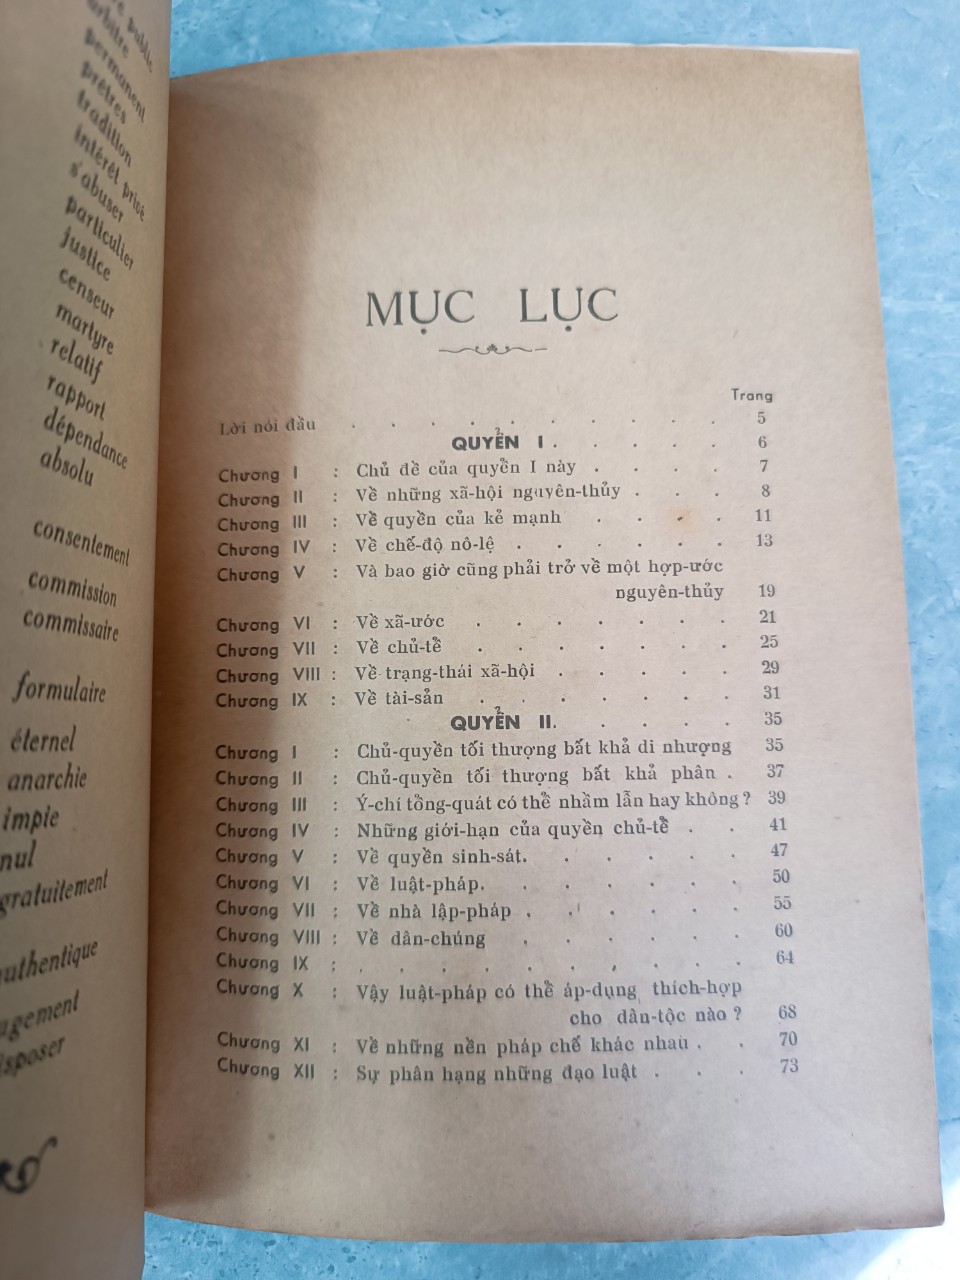 public
arbitre
permanent
prêtres
tradition
intérêt privé
s'abuser
particulier
justice
censeur
martyre
relatif
rapport
dépendance
absolu
consentement
commission
commissaire
formulaire
éternel
anarchie
impie
nul
gratuitement
MỤC LỤC
Trang
Lời nói đầu . . . . . . . . . 5
QUYỂN I . . . . . 6
Chương I : Chủ đề của quyển I này . . . . 7
Chương II : Về những xã-hội nguyên-thủy . . . 8
Chương III : Về quyền của kẻ mạnh . . . . 11
Chương IV : Về chế-độ nô-lệ . . . . . . 13
Chương V : Và bao giờ cũng phải trở về một hợp-ước
nguyên-thủy 19
Chương VI : Về xã-ước . . . . . . . 21
Chương VII : Về chủ-tể . . . . . . . 25
Chương VIII : Về trạng-thái xã-hội . . . . . 29
Chương IX : Về tài-sản . . . . . . . 31
QUYỂN II. . . . . 35
Chương I : Chủ-quyền tối thượng bất khả di nhượng 35
Chương II : Chủ-quyền tối thượng bất khả phân . 37
Chương III : Ý-chí tổng-quát có thể nhầm lẫn hay không ? 39
Chương IV : Những giới-hạn của quyền chủ-tể . . 41
Chương V : Về quyền sinh-sát. . . . . . 47
Chương VI : Về luật-pháp. . . . . . . 50
Chương VII : Về nhà lập-pháp . . . . . . 55
Chương VIII : Về dân-chúng . . . . . . 60
Chương IX : . . . . . . . . . . 64
Chương X : Vậy luật-pháp có thể áp-dụng thích-hợp
cho dân-tộc nào ? 68
Chương XI : Về những nền pháp chế khác nhau . . 70
Chương XII : Sự phân hạng những đạo luật . . . 73